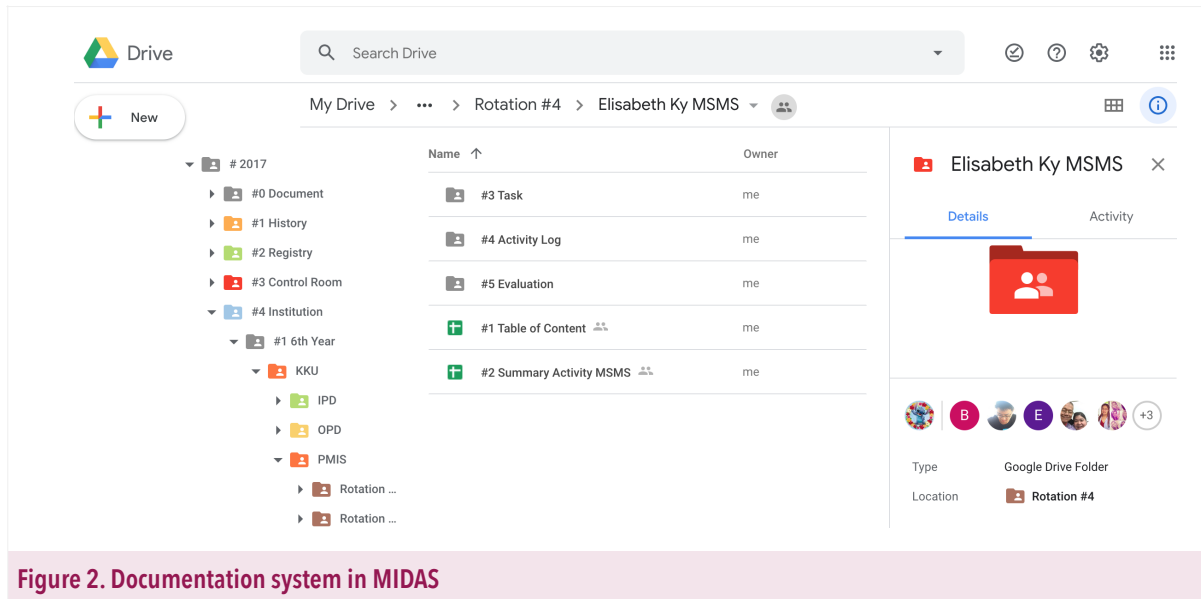 Drive
Search Drive
New
My Drive > ••• > Rotation #4 > Elisabeth Ky MSMS
# 2017
#0 Document
#1 History
#2 Registry
#3 Control Room
#4 Institution
#1 6th Year
KKU
IPD
OPD
PMIS
Rotation ...
Rotation ...
Name Owner
#3 Task me
#4 Activity Log me
#5 Evaluation me
#1 Table of Content me
#2 Summary Activity MSMS me
Elisabeth Ky MSMS
Details Activity
B E +3
Type Google Drive Folder
Location Rotation #4
Figure 2. Documentation system in MIDAS